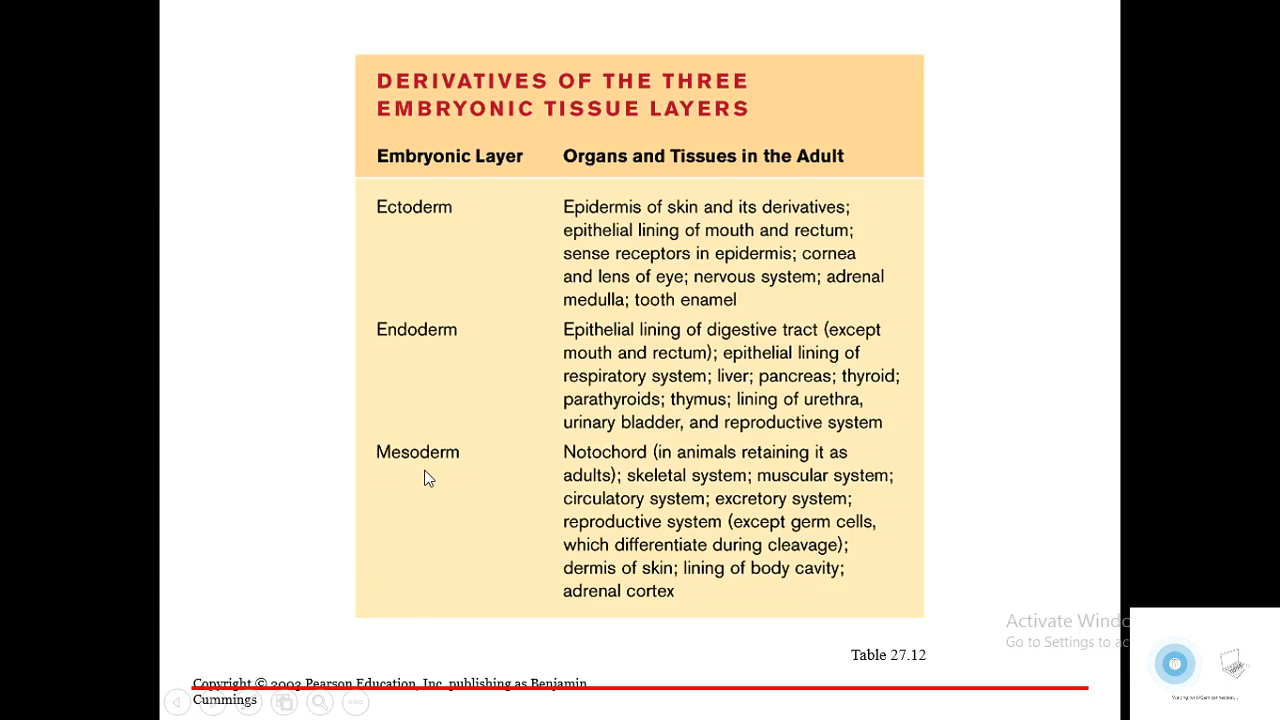 DERIVATIVES OF THE THREE
EMBRYONIC TISSUE LAYERS
Embryonic Layer Organs and Tissues in the Adult
Ectoderm Epidermis of skin and its derivatives;
epithelial lining of mouth and rectum;
sense receptors in epidermis; cornea
and lens of eye; nervous system; adrenal
medulla; tooth enamel
Endoderm Epithelial lining of digestive tract (except
mouth and rectum); epithelial lining of
respiratory system; liver; pancreas; thyroid;
parathyroids; thymus; lining of urethra,
urinary bladder, and reproductive system
Mesoderm Notochord (in animals retaining it as
adults); skeletal system; muscular system;
circulatory system; excretory system;
reproductive system (except germ cells,
which differentiate during cleavage);
dermis of skin; lining of body cavity;
adrenal cortex
Activate Windo
Go to Settings to ac
Table 27.12
Copyright © 2003 Pearson Education, Inc. publishing as Benjamin
Cummings